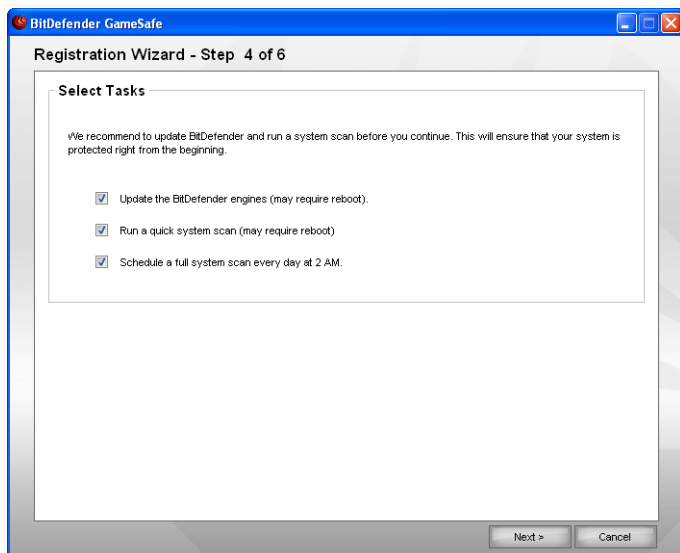 BitDefender GameSafe
Registration Wizard - Step 4 of 6
Select Tasks
We recommend to update BitDefender and run a system scan before you continue. This will ensure that your system is
protected right from the beginning.
Update the BitDefender engines (may require reboot).
Run a quick system scan (may require reboot)
Schedule a full system scan every day at 2 AM.
Next >
Cancel